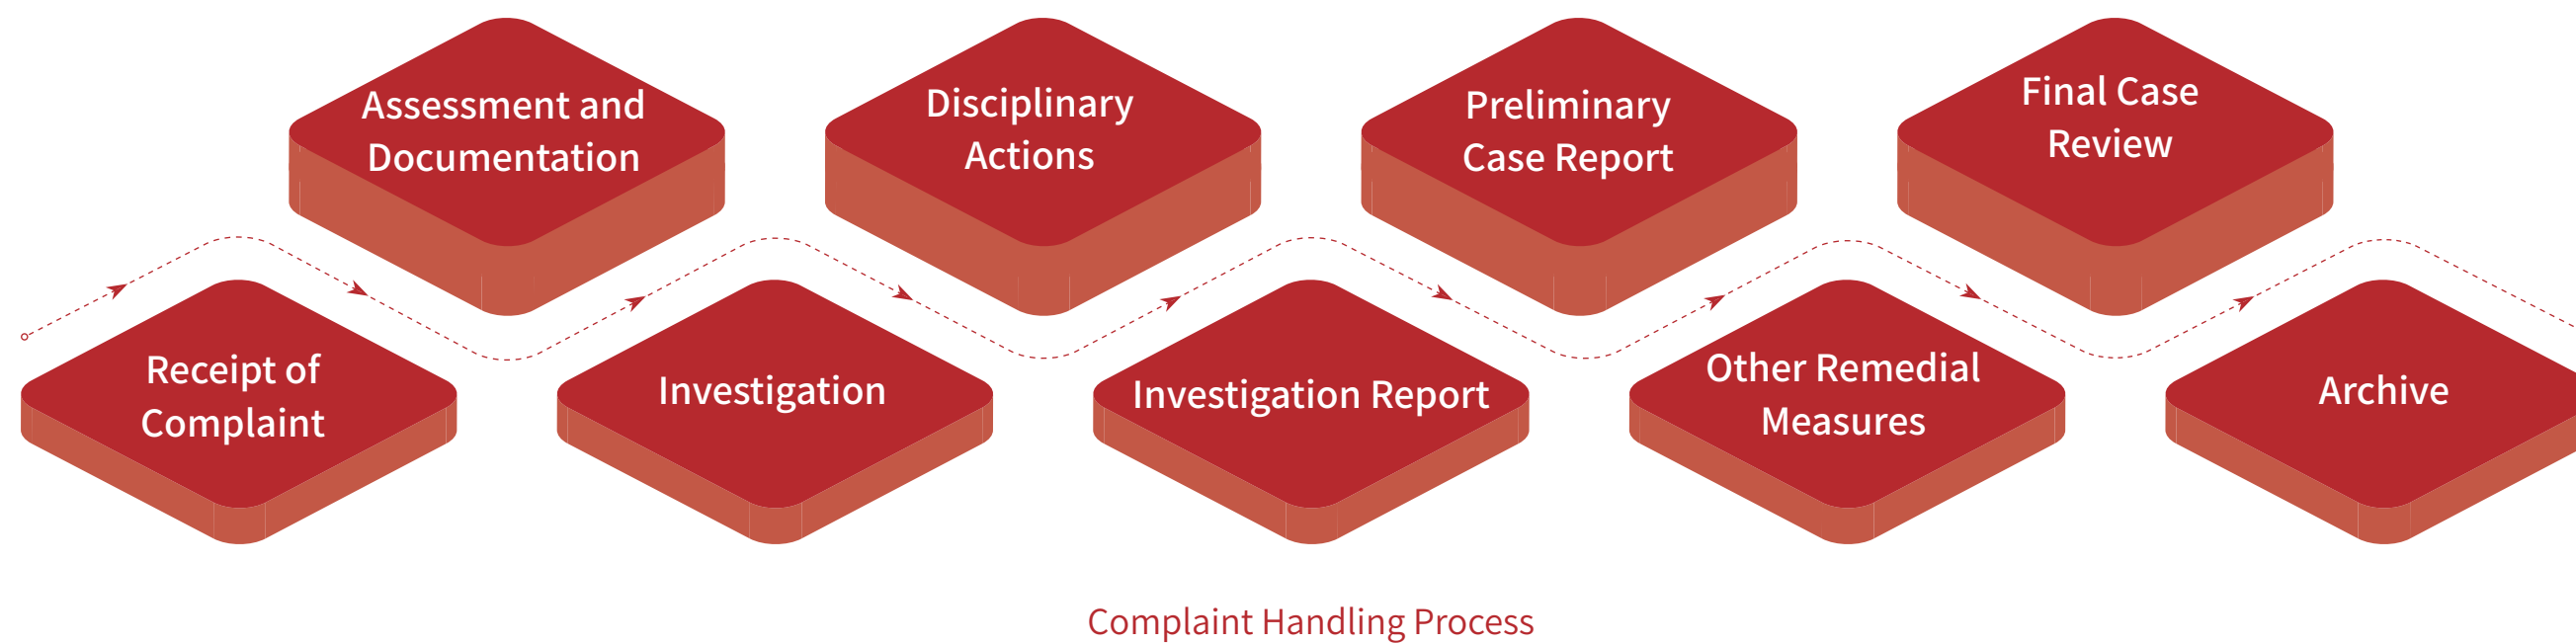 Receipt of
Complaint
Assessment and
Documentation
Investigation
Disciplinary
Actions
Investigation Report
Preliminary
Case Report
Other Remedial
Measures
Final Case
Review
Archive
Complaint Handling Process